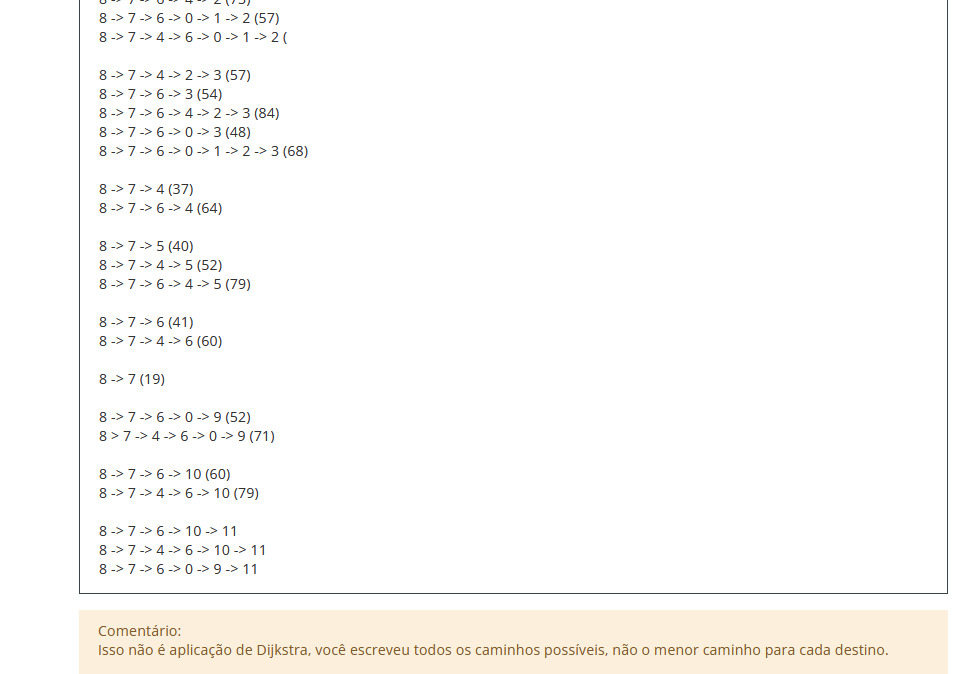 8 -> 7 -> 6 -> 4 -> 2 (73)
8 -> 7 -> 6 -> 0 -> 1 -> 2 (57)
8 -> 7 -> 4 -> 6 -> 0 -> 1 -> 2 (
8 -> 7 -> 4 -> 2 -> 3 (57)
8 -> 7 -> 6 -> 3 (54)
8 -> 7 -> 6 -> 4 -> 2 -> 3 (84)
8 -> 7 -> 6 -> 0 -> 3 (48)
8 -> 7 -> 6 -> 0 -> 1 -> 2 -> 3 (68)
8 -> 7 -> 4 (37)
8 -> 7 -> 6 -> 4 (64)
8 -> 7 -> 5 (40)
8 -> 7 -> 4 -> 5 (52)
8 -> 7 -> 6 -> 4 -> 5 (79)
8 -> 7 -> 6 (41)
8 -> 7 -> 4 -> 6 (60)
8 -> 7 (19)
8 -> 7 -> 6 -> 0 -> 9 (52)
8 > 7 -> 4 -> 6 -> 0 -> 9 (71)
8 -> 7 -> 6 -> 10 (60)
8 -> 7 -> 4 -> 6 -> 10 (79)
8 -> 7 -> 6 -> 10 -> 11
8 -> 7 -> 4 -> 6 -> 10 -> 11
8 -> 7 -> 6 -> 0 -> 9 -> 11
Comentário:
Isso não é aplicação de Dijkstra, você escreveu todos os caminhos possíveis, não o menor caminho para cada destino.